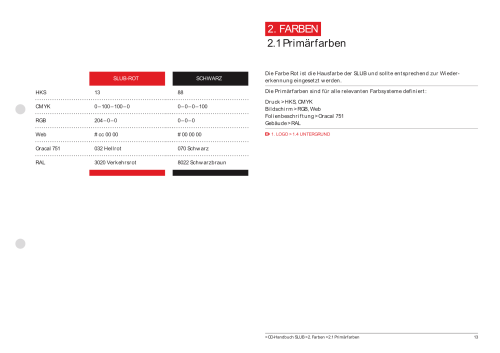 2. FARBEN
2.1 Primärfarben
SLUB-ROT SCHWARZ
HKS 13 88
CMYK 0–100–100–0 0–0–0–100
RGB 204–0–0 0–0–0
Web # cc 00 00 # 00 00 00
Oracal 751 032 Hellrot 070 Schwarz
RAL 3020 Verkehrsrot 8022 Schwarzbraun
Die Farbe Rot ist die Hausfarbe der SLUB und sollte entsprechend zur Wieder-
erkennung eingesetzt werden.
Die Primärfarben sind für alle relevanten Farbsysteme definiert:
Druck > HKS, CMYK
Bildschirm > RGB, Web
Folienbeschriftung > Oracal 751
Gebäude > RAL
1. LOGO > 1.4 UNTERGRUND
> CD-Handbuch SLUB > 2. Farben > 2.1 Primärfarben 13